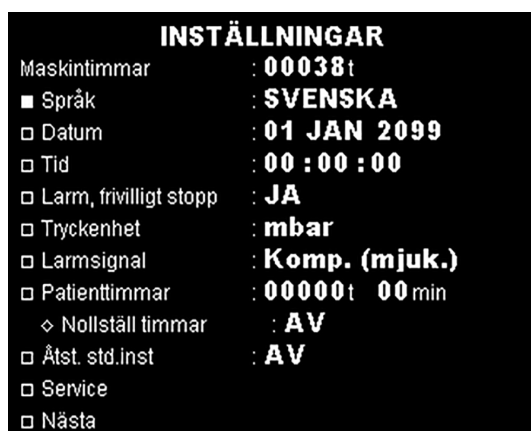 INSTÄLLNINGAR
Maskintimmar : 00038t
Språk : SVENSKA
Datum : 01 JAN 2099
Tid : 00:00:00
Larm, frivilligt stopp : JA
Tryckenhet : mbar
Larmsignal : Komp. (mjuk.)
Patienttimmar : 00000t 00min
Nollställ timmar : AV
Åtst. std.inst : AV
Service
Nästa